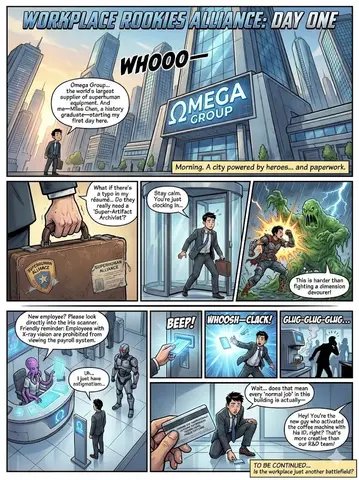 WORKPLACE ROOKIES ALLIANCE: DAY ONE
WHOOO—
Omega Group...
the world's largest
supplier of superhuman
equipment. And
me—Miles Chen, a history
graduate—starting my
first day here.
ΩMEGA
GROUP
Morning. A city powered by heroes... and paperwork.
What if there's
a typo in my
résumé... Do they
really need a
'Super-Artifact
Archivist'?
SUPERHUMAN
ALLIANCE
Stay calm.
You're just
clocking in...
This is harder than
fighting a dimension
devourer!
New employee? Please look
directly into the iris scanner.
Friendly reminder: Employees with
X-ray vision are prohibited from
viewing the payroll system.
Uh...
I just have
astigmatism...
BEEP!
WHOOSH—CLACK!
GLUG-GLUG-GLUG...
Wait... does that mean
every 'normal job' in this
building is actually—
Hey! You're the
new guy who activated
the coffee machine with
his ID, right? That's
more creative than
our R&D team!
TO BE CONTINUED...
Is the workplace just another battlefield?